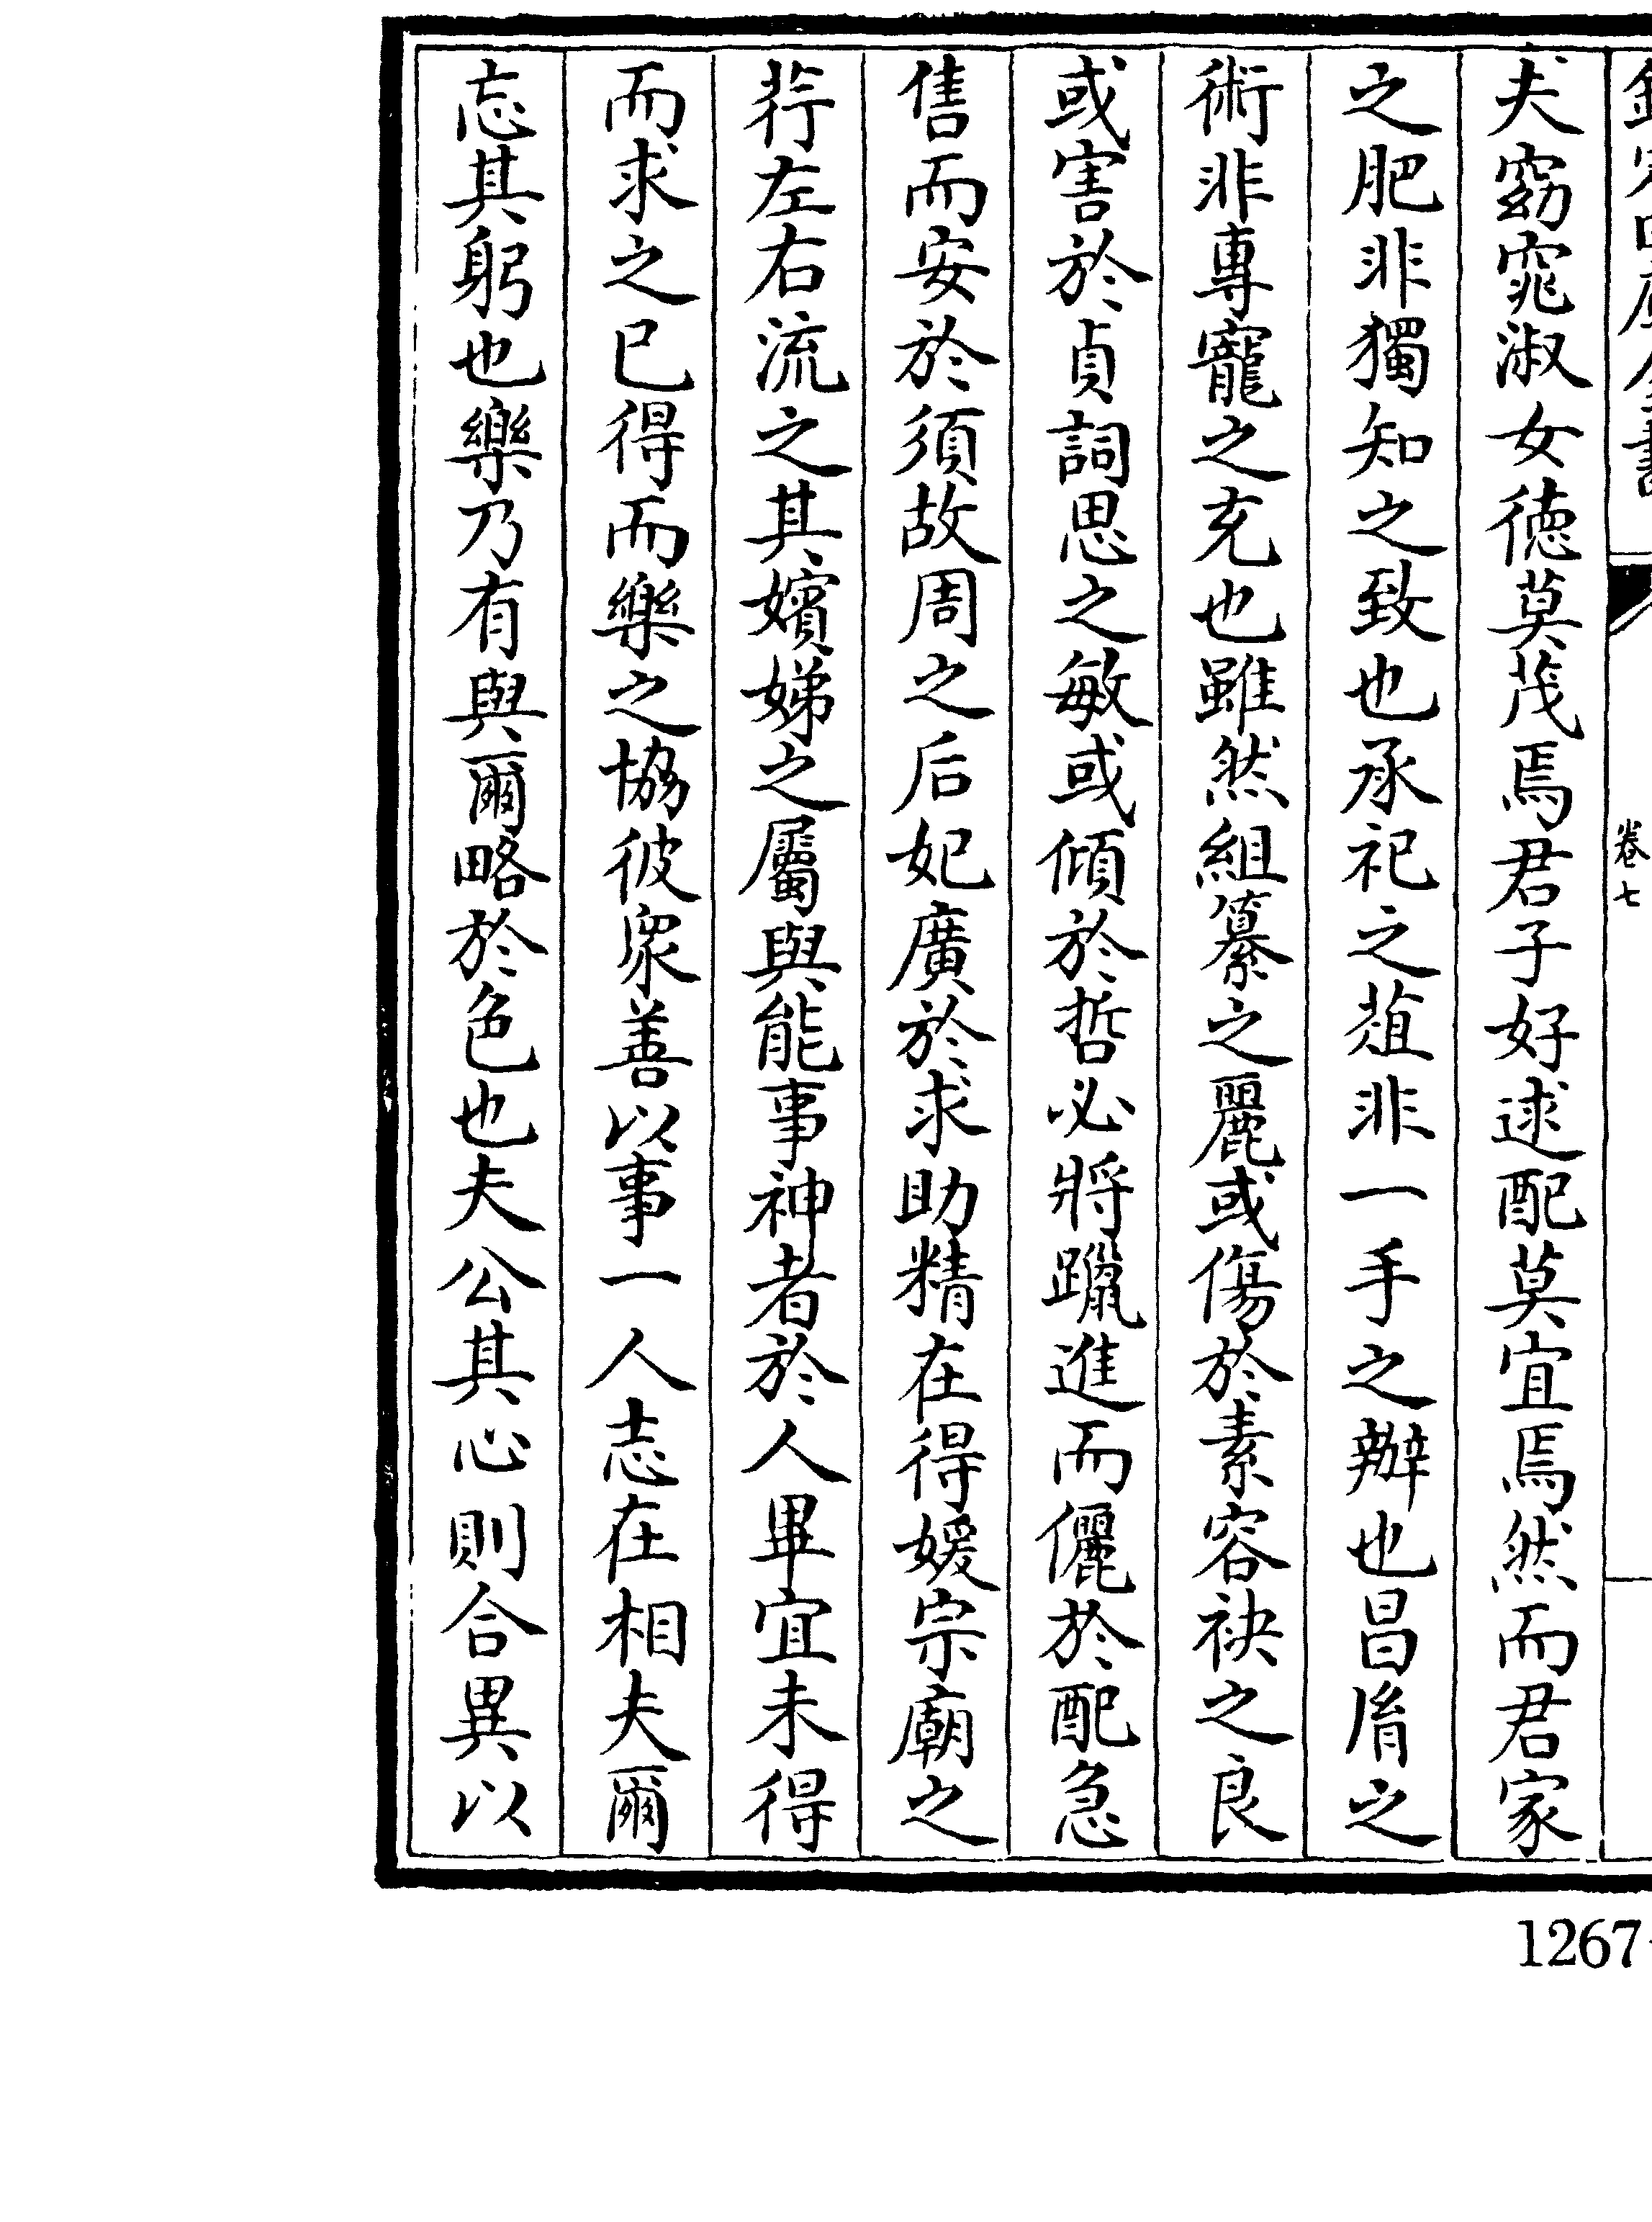 欽定四庫全書
卷七
夫窈窕淑女徳莫茂焉君子好逑配莫宜焉然而君家
之肥非獨知之致也承祀之葅非一手之辦也昌胤之
術非專寵之充也雖然組纂之麗或傷於素容袂之良
或害於貞詞思之敏或傾於哲必將躐進而儷於配急
售而安於須故周之后妃廣於求助精在得媛宗廟之
荇左右流之其嬪娣之屬與能事神者於人畢宜未得
而求之已得而樂之協彼衆善以事一人志在相夫爾
忘其躬也樂乃有與爾略於色也夫公其心則合異以
1267